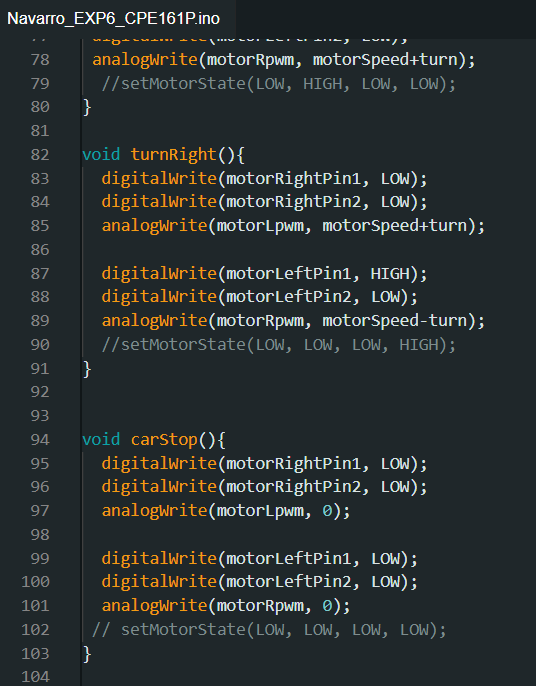 Navarro_EXP6_CPE161P.ino
77 digitalWrite(motorLeftPin2, LOW);
78 analogWrite(motorRpwm, motorSpeed+turn);
79 //setMotorState(LOW, HIGH, LOW, LOW);
80 }
81
82 void turnRight(){
83 digitalWrite(motorRightPin1, LOW);
84 digitalWrite(motorRightPin2, LOW);
85 analogWrite(motorLpwm, motorSpeed+turn);
86
87 digitalWrite(motorLeftPin1, HIGH);
88 digitalWrite(motorLeftPin2, LOW);
89 analogWrite(motorRpwm, motorSpeed-turn);
90 //setMotorState(LOW, LOW, LOW, HIGH);
91 }
92
93
94 void carStop(){
95 digitalWrite(motorRightPin1, LOW);
96 digitalWrite(motorRightPin2, LOW);
97 analogWrite(motorLpwm, 0);
98
99 digitalWrite(motorLeftPin1, LOW);
100 digitalWrite(motorLeftPin2, LOW);
101 analogWrite(motorRpwm, 0);
102 // setMotorState(LOW, LOW, LOW, LOW);
103 }
104